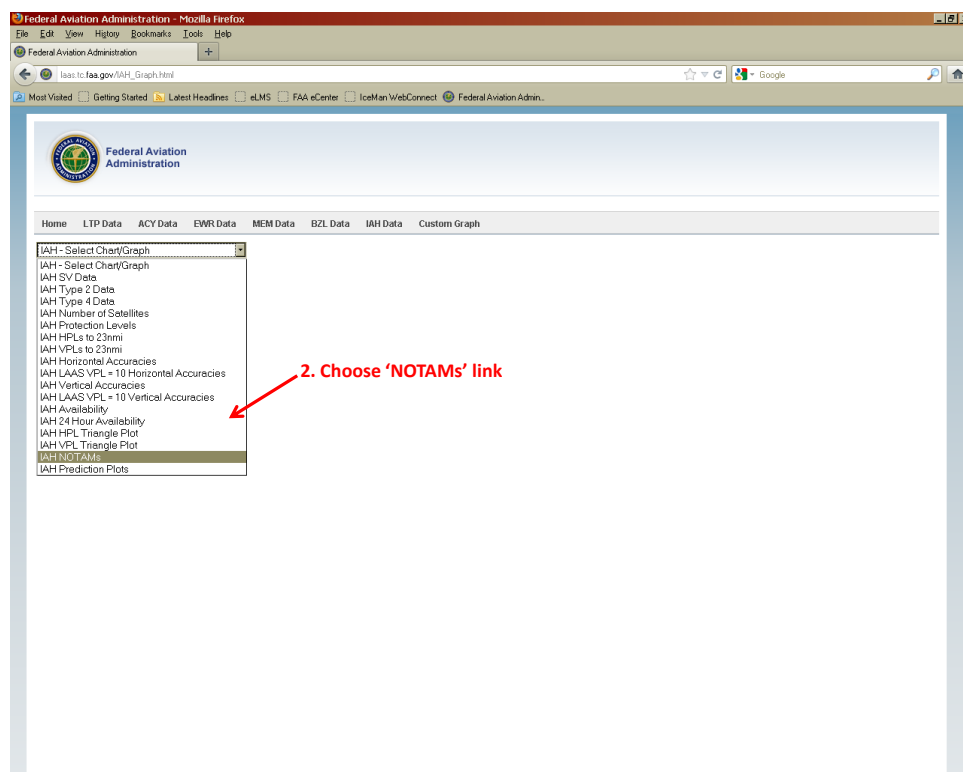 Federal Aviation Administration - Mozilla Firefox
File Edit View History Bookmarks Tools Help
Federal Aviation Administration +
laas.tc.faa.gov/IAH_Graph.html Google
Most Visited Getting Started Latest Headlines eLMS FAA eCenter IceMan WebConnect Federal Aviation Admin...
Federal Aviation
Administration
Home LTP Data ACY Data EWR Data MEM Data BZL Data IAH Data Custom Graph
IAH - Select Chart/Graph
IAH - Select Chart/Graph
IAH SV Data
IAH Type 2 Data
IAH Type 4 Data
IAH Number of Satellites
IAH Protection Levels
IAH HPLs to 23nmi
IAH VPLs to 23nmi
IAH Horizontal Accuracies
IAH LAAS VPL = 10 Horizontal Accuracies
IAH Vertical Accuracies
IAH LAAS VPL = 10 Vertical Accuracies
IAH Availability
IAH 24 Hour Availability
IAH HPL Triangle Plot
IAH VPL Triangle Plot
IAH NOTAMs
IAH Prediction Plots
2. Choose ‘NOTAMs’ link